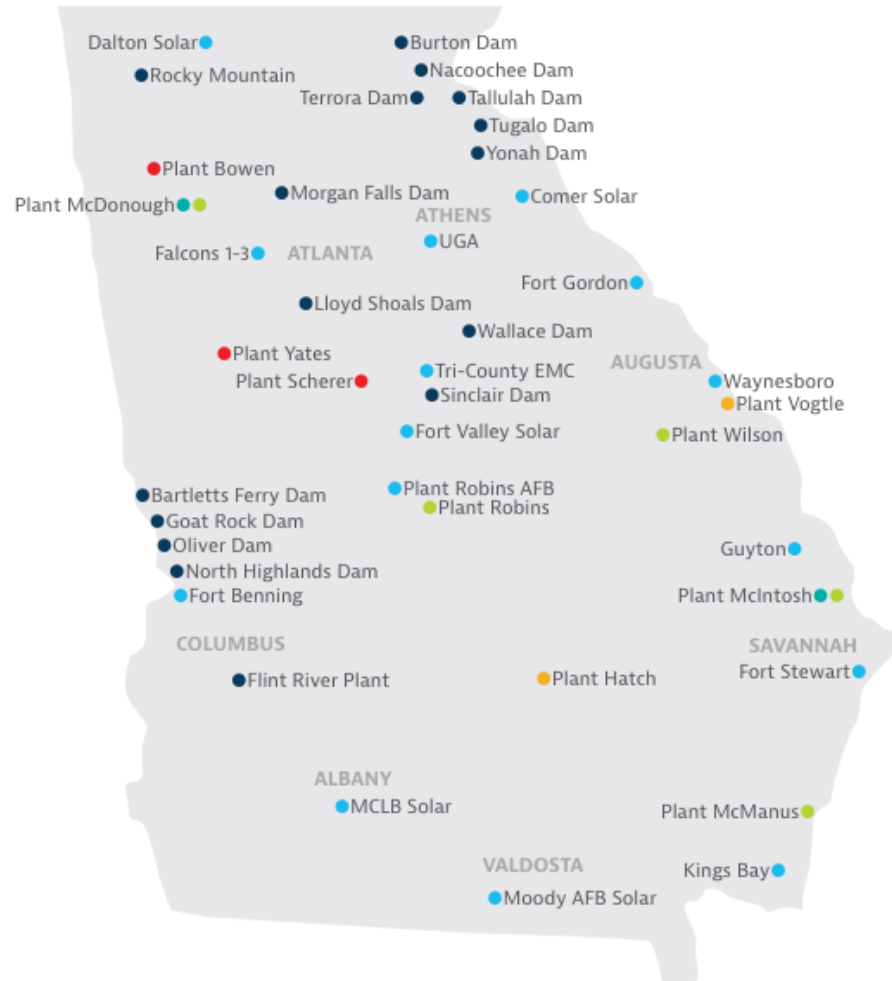 Dalton Solar
Burton Dam
Rocky Mountain
Nacoochee Dam
Terrora Dam
Tallulah Dam
Tugalo Dam
Yonah Dam
Plant Bowen
Morgan Falls Dam
Comer Solar
Plant McDonough
ATHENS
UGA
Falcons 1-3
ATLANTA
Fort Gordon
Lloyd Shoals Dam
Wallace Dam
Plant Yates
AUGUSTA
Tri-County EMC
Plant Scherer
Waynesboro
Sinclair Dam
Plant Vogtle
Fort Valley Solar
Plant Wilson
Plant Robins AFB
Bartletts Ferry Dam
Plant Robins
Goat Rock Dam
Oliver Dam
Guyton
North Highlands Dam
Fort Benning
Plant McIntosh
COLUMBUS
SAVANNAH
Fort Stewart
Flint River Plant
Plant Hatch
ALBANY
MCLB Solar
Plant McManus
VALDOSTA
Kings Bay
Moody AFB Solar